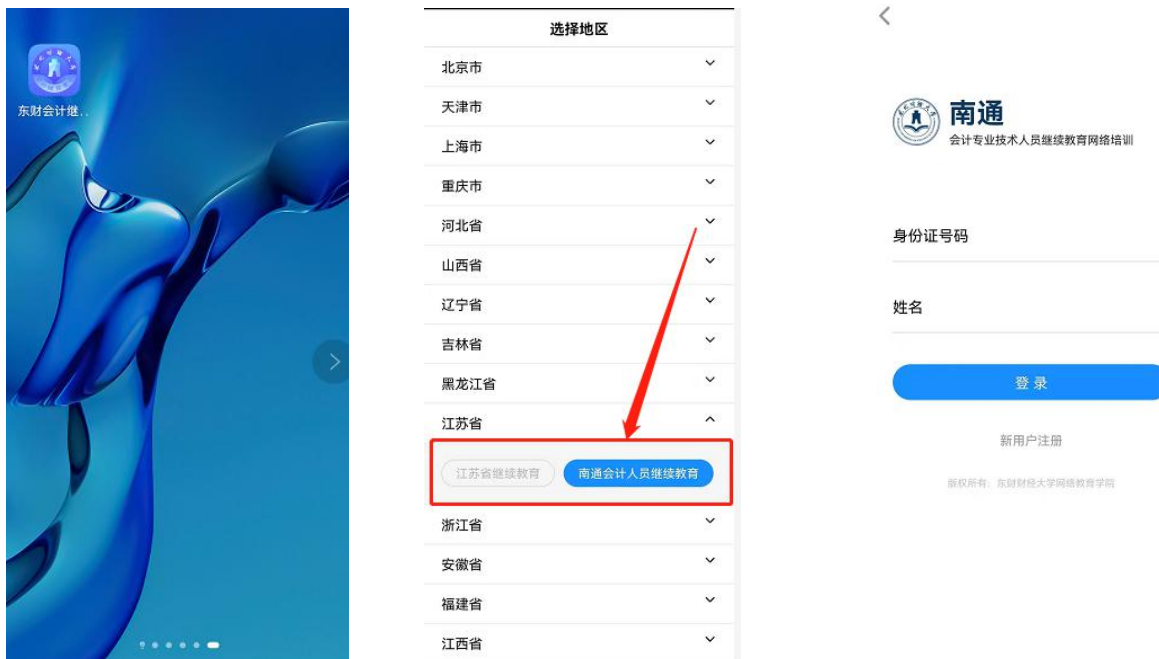 东财会计继..
选择地区
北京市
天津市
上海市
重庆市
河北省
山西省
辽宁省
吉林省
黑龙江省
江苏省
江苏省继续教育
南通会计人员继续教育
浙江省
安徽省
福建省
江西省
南通
会计专业技术人员继续教育网络培训
身份证号码
姓名
登录
新用户注册
版权所有：东财财经大学网络教育学院